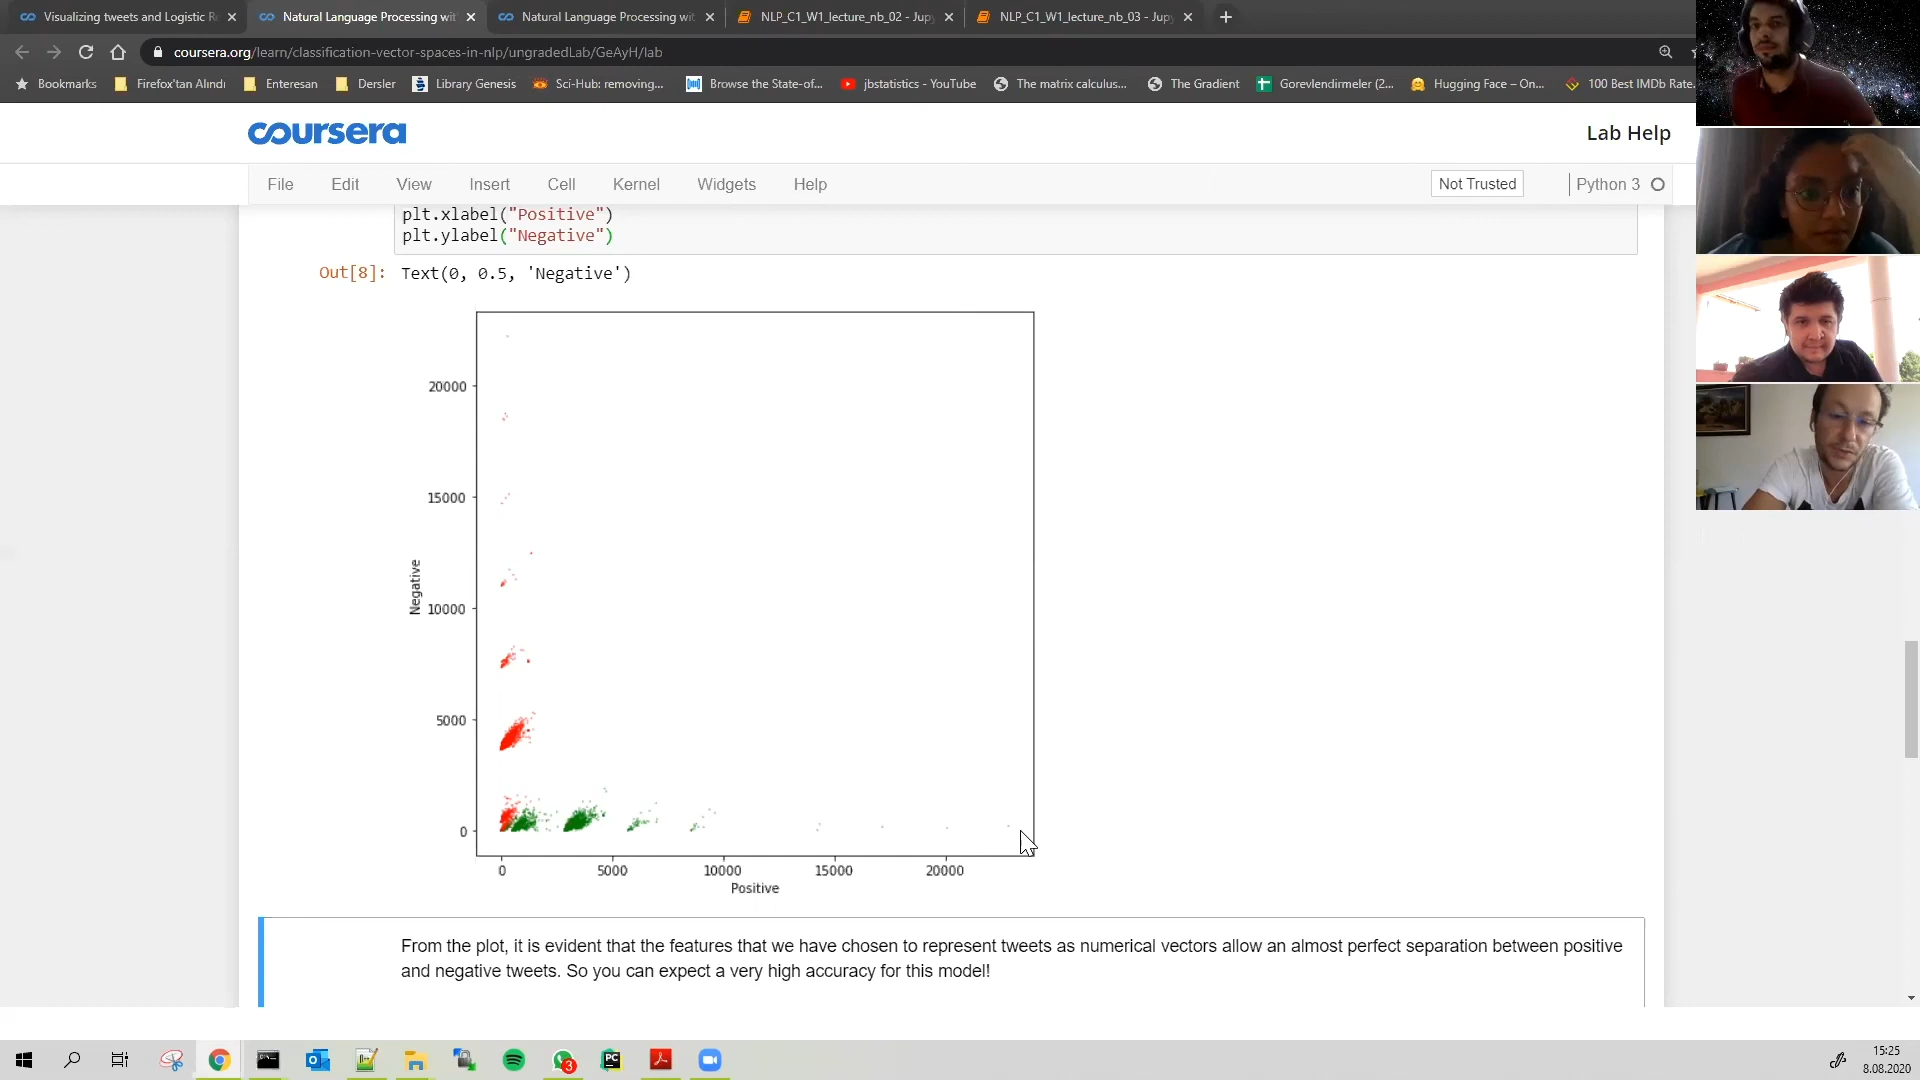 Visualizing tweets and Logistic Re
Natural Language Processing wit
Natural Language Processing wit
NLP_C1_W1_lecture_nb_02 - Jupy
NLP_C1_W1_lecture_nb_03 - Jupy
coursera.org/learn/classification-vector-spaces-in-nlp/ungradedLab/GeAyH/lab
Bookmarks
Firefox'tan Alındı
Enteresan
Dersler
Library Genesis
Sci-Hub: removing...
Browse the State-of...
jbstatistics - YouTube
The matrix calculus...
The Gradient
Gorevlendirmeler (2...
Hugging Face – On...
100 Best IMDb Rate.
coursera
Lab Help
File Edit View Insert Cell Kernel Widgets Help
Not Trusted
Python 3
plt.xlabel("Positive")
plt.ylabel("Negative")
Out[8]: Text(0, 0.5, 'Negative')
20000
15000
10000
5000
0
Negative
0 5000 10000 15000 20000
Positive
From the plot, it is evident that the features that we have chosen to represent tweets as numerical vectors allow an almost perfect separation between positive
and negative tweets. So you can expect a very high accuracy for this model!
PC
3
15:25
8.08.2020